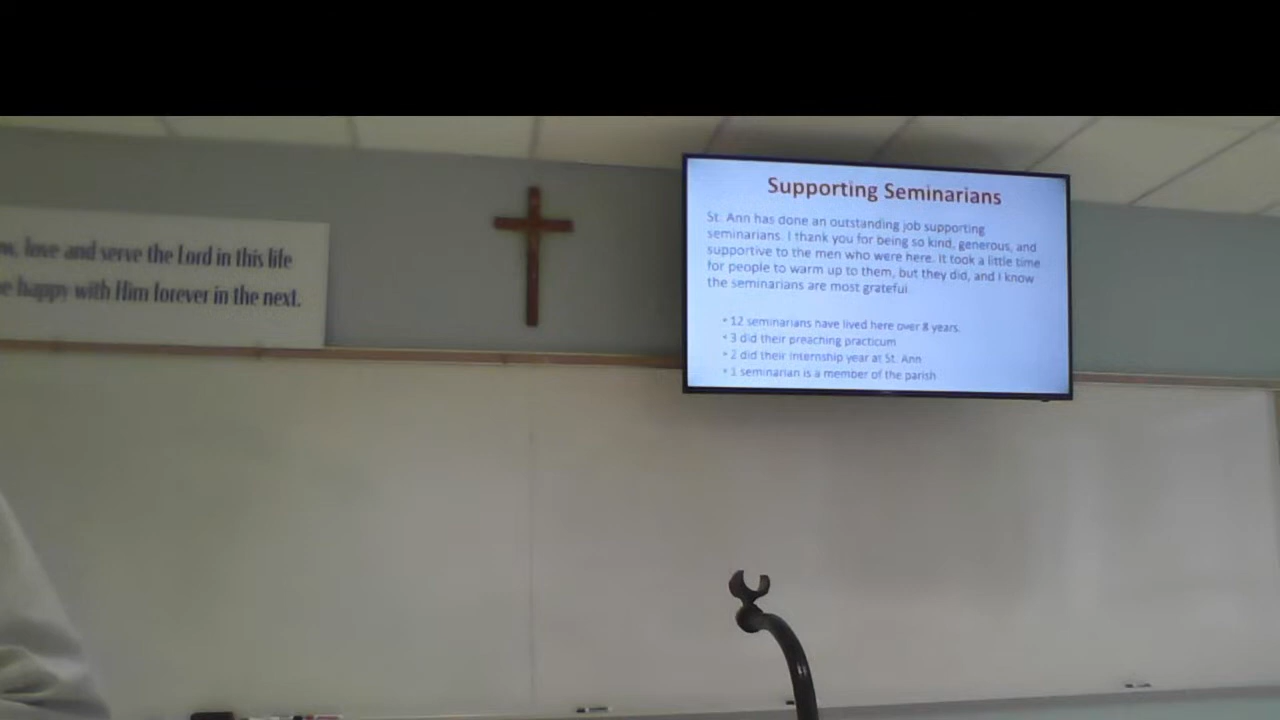 love and serve the Lord in this life
happy with Him forever in the next.
Supporting Seminarians
St. Ann has done an outstanding job supporting
seminarians. I thank you for being so kind, generous, and
supportive to the men who were here. It took a little time
for people to warm up to them, but they did, and I know
the seminarians are most grateful
• 12 seminarians have lived here over 8 years.
• 3 did their preaching practicum
• 2 did their internship year at St. Ann
• 1 seminarian is a member of the parish